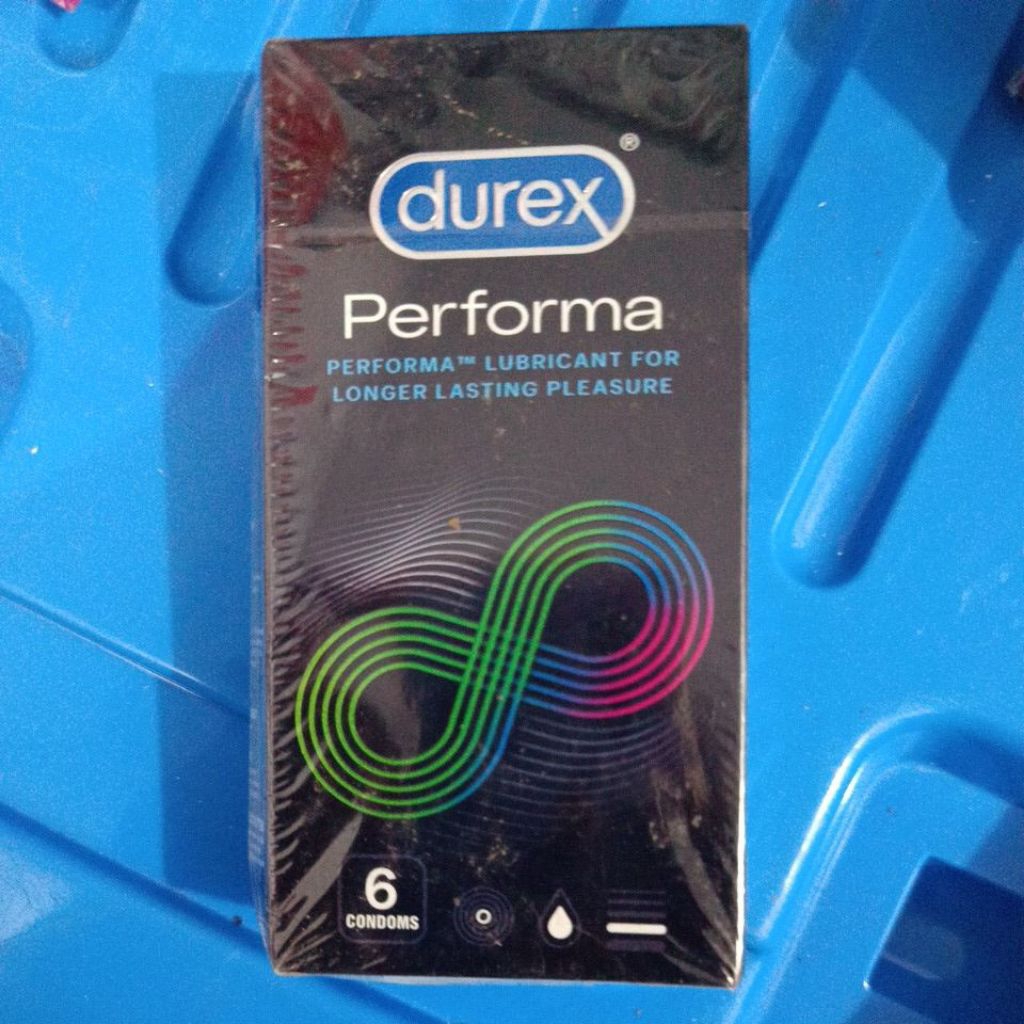 durex®
Performa
PERFORMA™ LUBRICANT FOR
LONGER LASTING PLEASURE
6
CONDOMS